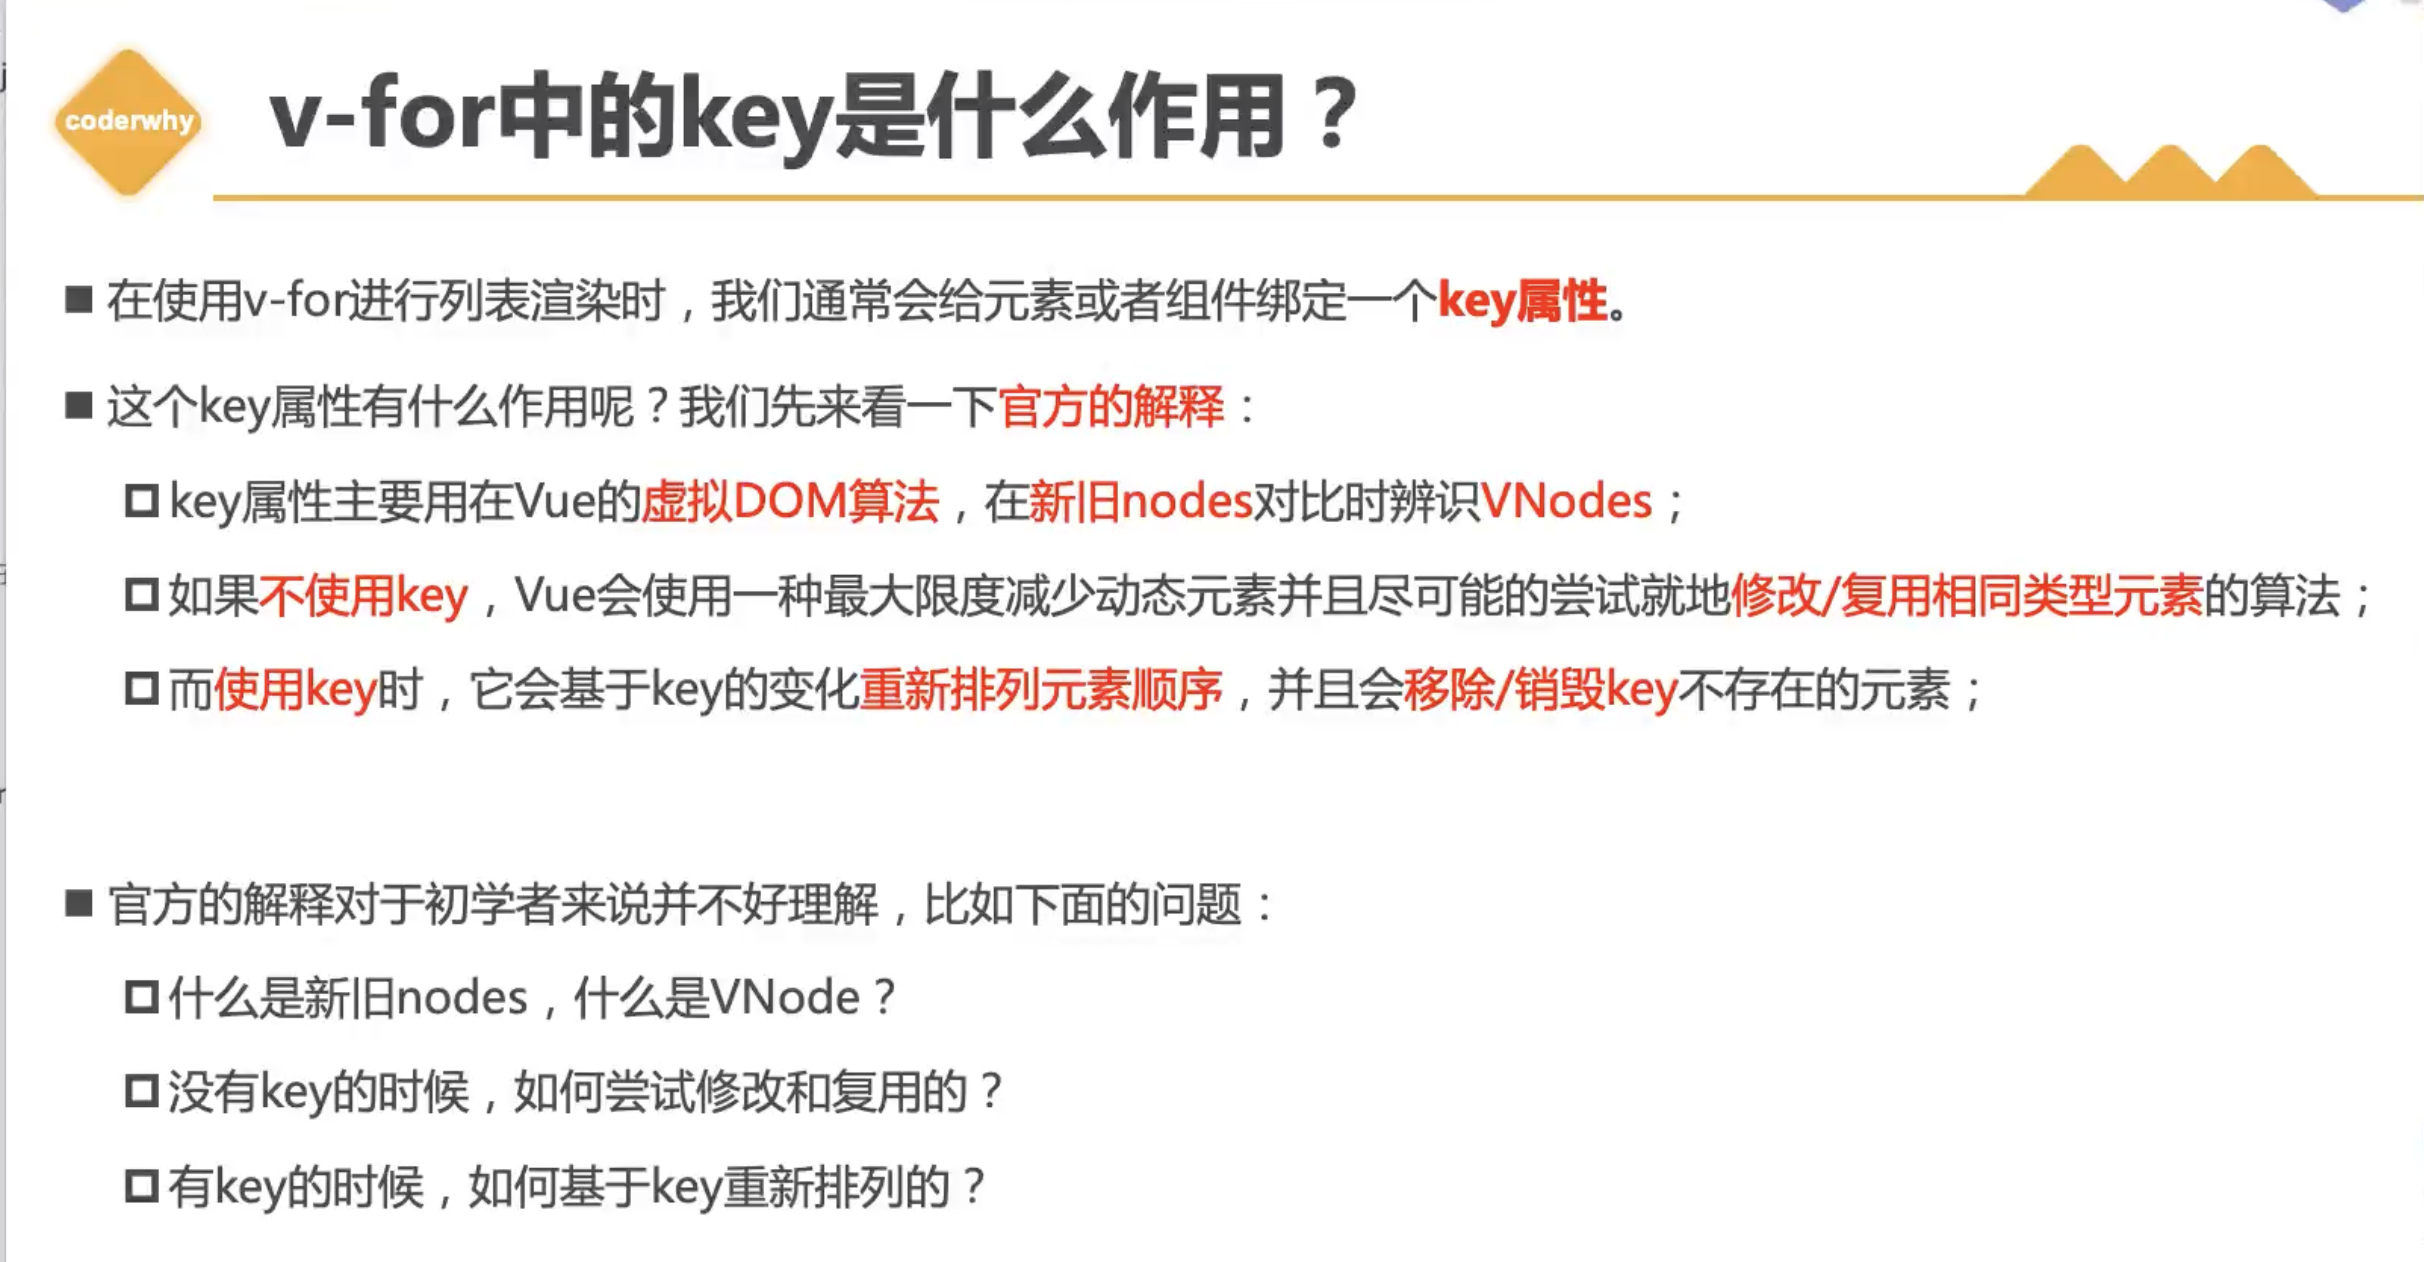 coderwhy
v-for中的key是什么作用？
在使用v-for进行列表渲染时，我们通常会给元素或者组件绑定一个key属性。
这个key属性有什么作用呢？我们先来看一下官方的解释：
key属性主要用在Vue的虚拟DOM算法，在新旧nodes对比时辨识VNodes；
如果不使用key，Vue会使用一种最大限度减少动态元素并且尽可能的尝试就地修改/复用相同类型元素的算法；
而使用key时，它会基于key的变化重新排列元素顺序，并且会移除/销毁key不存在的元素；
官方的解释对于初学者来说并不好理解，比如下面的问题：
什么是新旧nodes，什么是VNode？
没有key的时候，如何尝试修改和复用的？
有key的时候，如何基于key重新排列的？